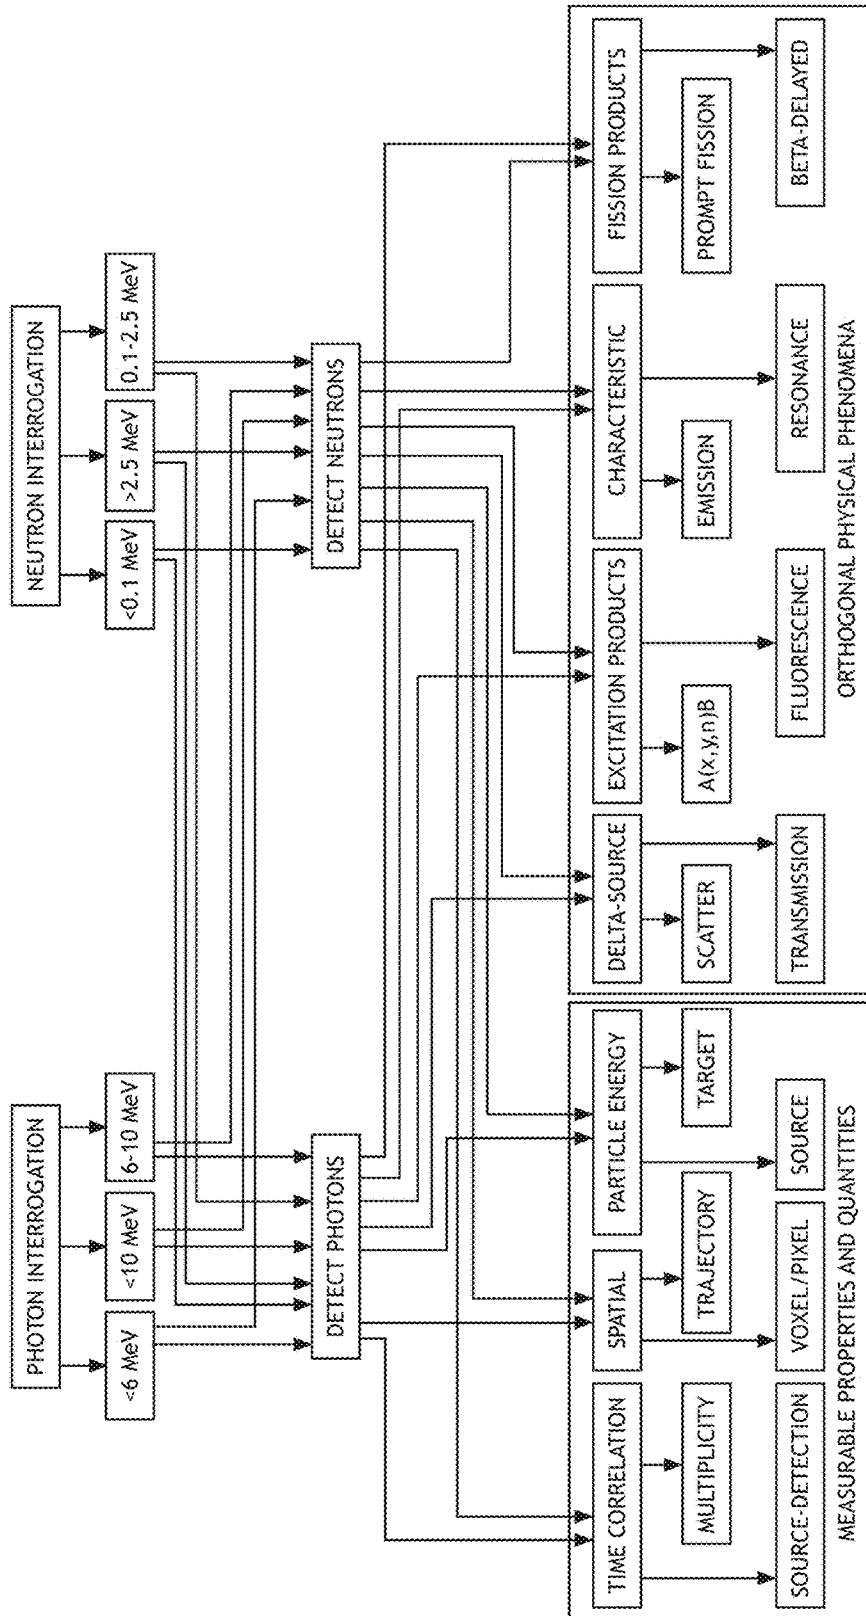 PHOTON INTERROGATION
NEUTRON INTERROGATION
<6 MeV
<10 MeV
6-10 MeV
<0.1 MeV
>2.5 MeV
0.1-2.5 MeV
DETECT PHOTONS
DETECT NEUTRONS
TIME CORRELATION
SPATIAL
PARTICLE ENERGY
DELTA-SOURCE
EXCITATION PRODUCTS
CHARACTERISTIC
FISSION PRODUCTS
MULTIPLICITY
TRAJECTORY
TARGET
SCATTER
A(x,y,n)B
EMISSION
PROMPT FISSION
SOURCE-DETECTION
VOXEL/PIXEL
SOURCE
TRANSMISSION
FLUORESCENCE
RESONANCE
BETA-DELAYED
MEASURABLE PROPERTIES AND QUANTITIES
ORTHOGONAL PHYSICAL PHENOMENA